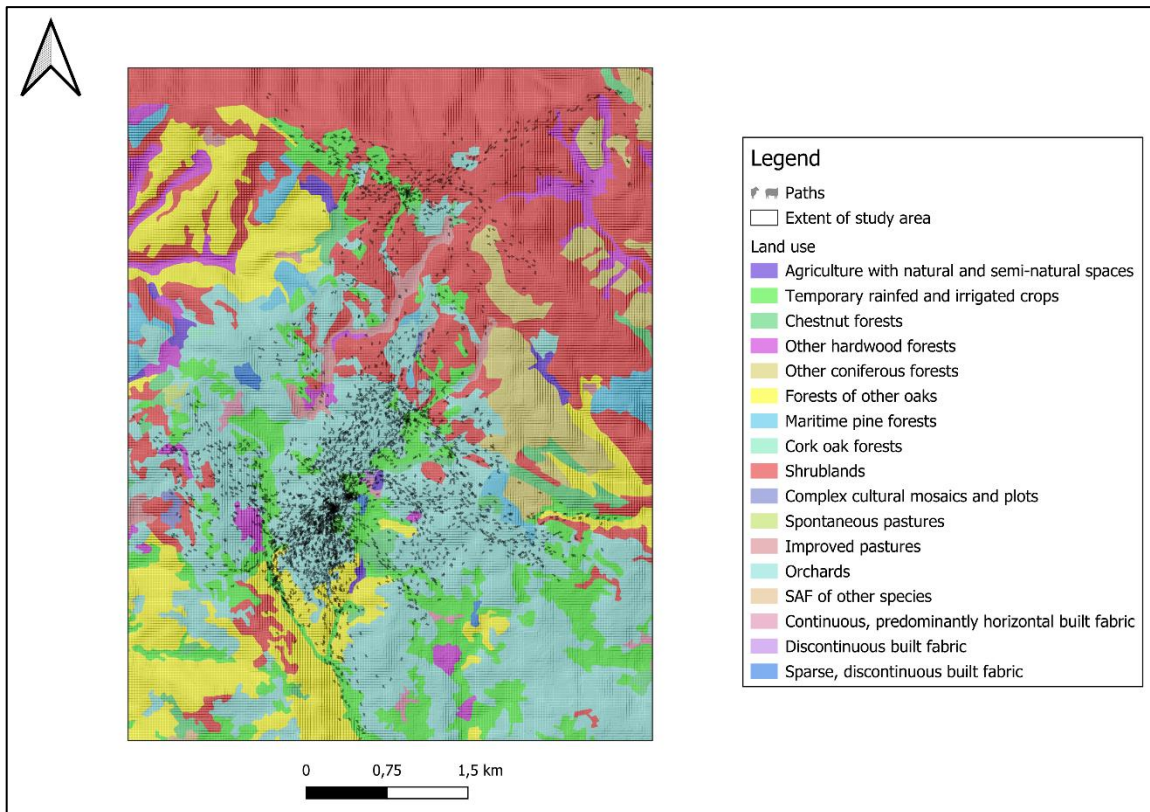 Legend
Paths
Extent of study area
Land use
Agriculture with natural and semi-natural spaces
Temporary rainfed and irrigated crops
Chestnut forests
Other hardwood forests
Other coniferous forests
Forests of other oaks
Maritime pine forests
Cork oak forests
Shrublands
Complex cultural mosaics and plots
Spontaneous pastures
Improved pastures
Orchards
SAF of other species
Continuous, predominantly horizontal built fabric
Discontinuous built fabric
Sparse, discontinuous built fabric
0 0,75 1,5 km